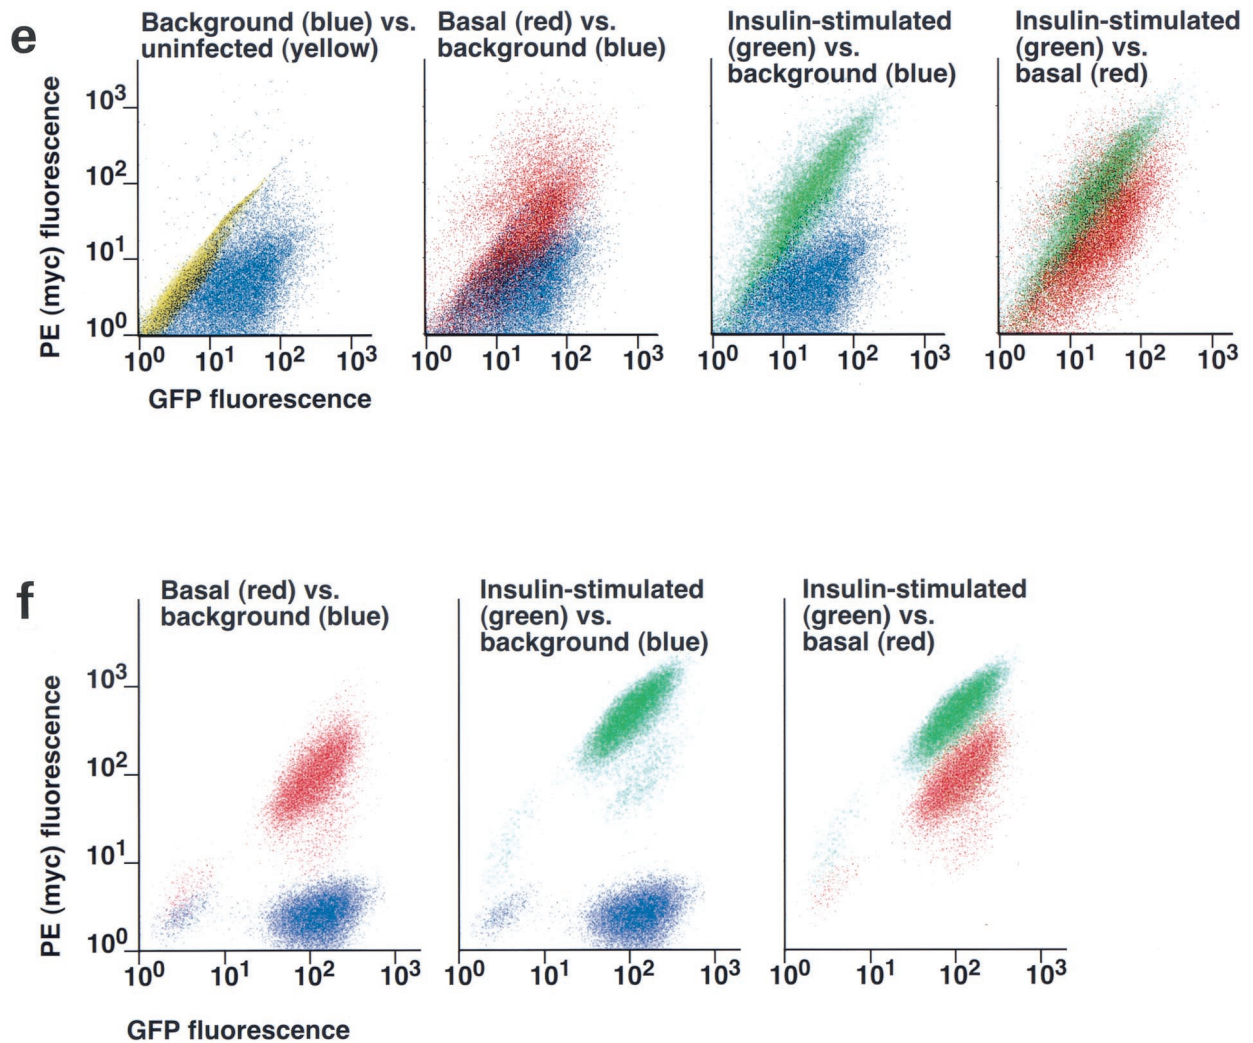 e
Background (blue) vs.
uninfected (yellow)
Basal (red) vs.
background (blue)
Insulin-stimulated
(green) vs.
background (blue)
Insulin-stimulated
(green) vs.
basal (red)
PE (myc) fluorescence
10³
10²
10¹
10⁰
10⁰ 10¹ 10² 10³
10⁰ 10¹ 10² 10³
10⁰ 10¹ 10² 10³
10⁰ 10¹ 10² 10³
GFP fluorescence
f
Basal (red) vs.
background (blue)
Insulin-stimulated
(green) vs.
background (blue)
Insulin-stimulated
(green) vs.
basal (red)
PE (myc) fluorescence
10³
10²
10¹
10⁰
10⁰ 10¹ 10² 10³
10⁰ 10¹ 10² 10³
10⁰ 10¹ 10² 10³
GFP fluorescence